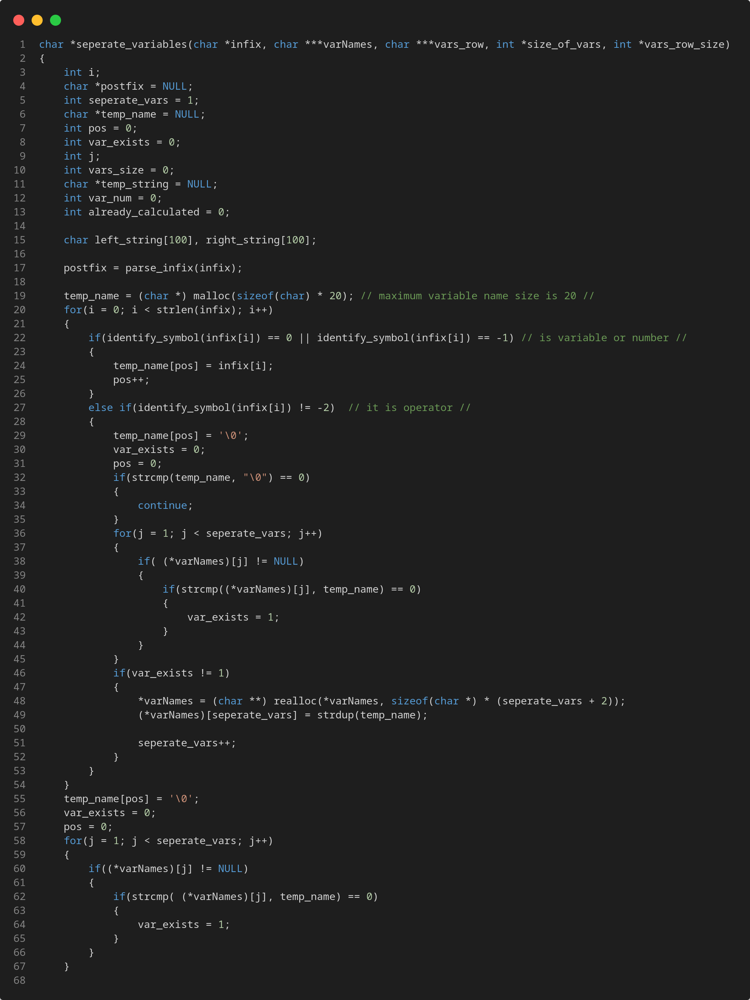 1 char *seperate_variables(char *infix, char ***varNames, char ***vars_row, int *size_of_vars, int *vars_row_size)
2 {
3     int i;
4     char *postfix = NULL;
5     int seperate_vars = 1;
6     char *temp_name = NULL;
7     int pos = 0;
8     int var_exists = 0;
9     int j;
10     int vars_size = 0;
11     char *temp_string = NULL;
12     int var_num = 0;
13     int already_calculated = 0;
14
15     char left_string[100], right_string[100];
16
17     postfix = parse_infix(infix);
18
19     temp_name = (char *) malloc(sizeof(char) * 20); // maximum variable name size is 20 //
20     for(i = 0; i < strlen(infix); i++)
21     {
22         if(identify_symbol(infix[i]) == 0 || identify_symbol(infix[i]) == -1) // is variable or number //
23         {
24             temp_name[pos] = infix[i];
25             pos++;
26         }
27         else if(identify_symbol(infix[i]) != -2)  // it is operator //
28         {
29             temp_name[pos] = '\0';
30             var_exists = 0;
31             pos = 0;
32             if(strcmp(temp_name, "\0") == 0)
33             {
34                 continue;
35             }
36             for(j = 1; j < seperate_vars; j++)
37             {
38                 if( (*varNames)[j] != NULL)
39                 {
40                     if(strcmp((*varNames)[j], temp_name) == 0)
41                     {
42                         var_exists = 1;
43                     }
44                 }
45             }
46             if(var_exists != 1)
47             {
48                 *varNames = (char **) realloc(*varNames, sizeof(char *) * (seperate_vars + 2));
49                 (*varNames)[seperate_vars] = strdup(temp_name);
50
51                 seperate_vars++;
52             }
53         }
54     }
55     temp_name[pos] = '\0';
56     var_exists = 0;
57     pos = 0;
58     for(j = 1; j < seperate_vars; j++)
59     {
60         if((*varNames)[j] != NULL)
61         {
62             if(strcmp( (*varNames)[j], temp_name) == 0)
63             {
64                 var_exists = 1;
65             }
66         }
67     }
68